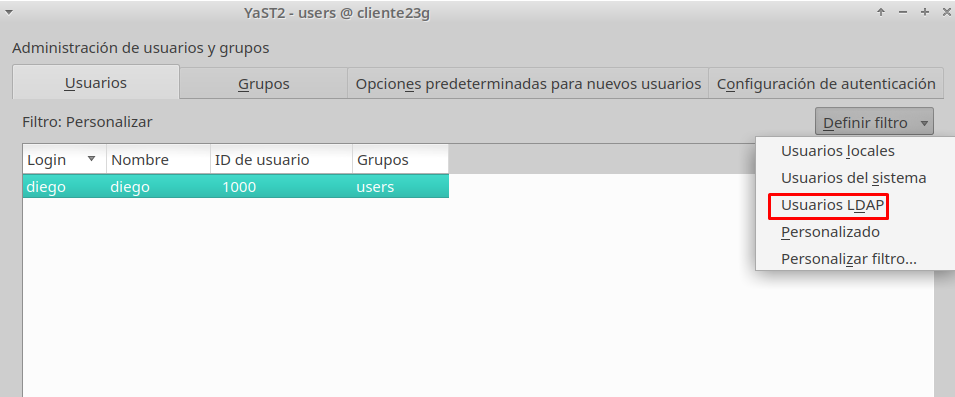 YaST2 - users @ cliente23g
Administración de usuarios y grupos
Usuarios Grupos Opciones predeterminadas para nuevos usuarios Configuración de autenticación
Filtro: Personalizar Definir filtro
Login Nombre ID de usuario Grupos
diego diego 1000 users
Usuarios locales
Usuarios del sistema
Usuarios LDAP
Personalizado
Personalizar filtro...